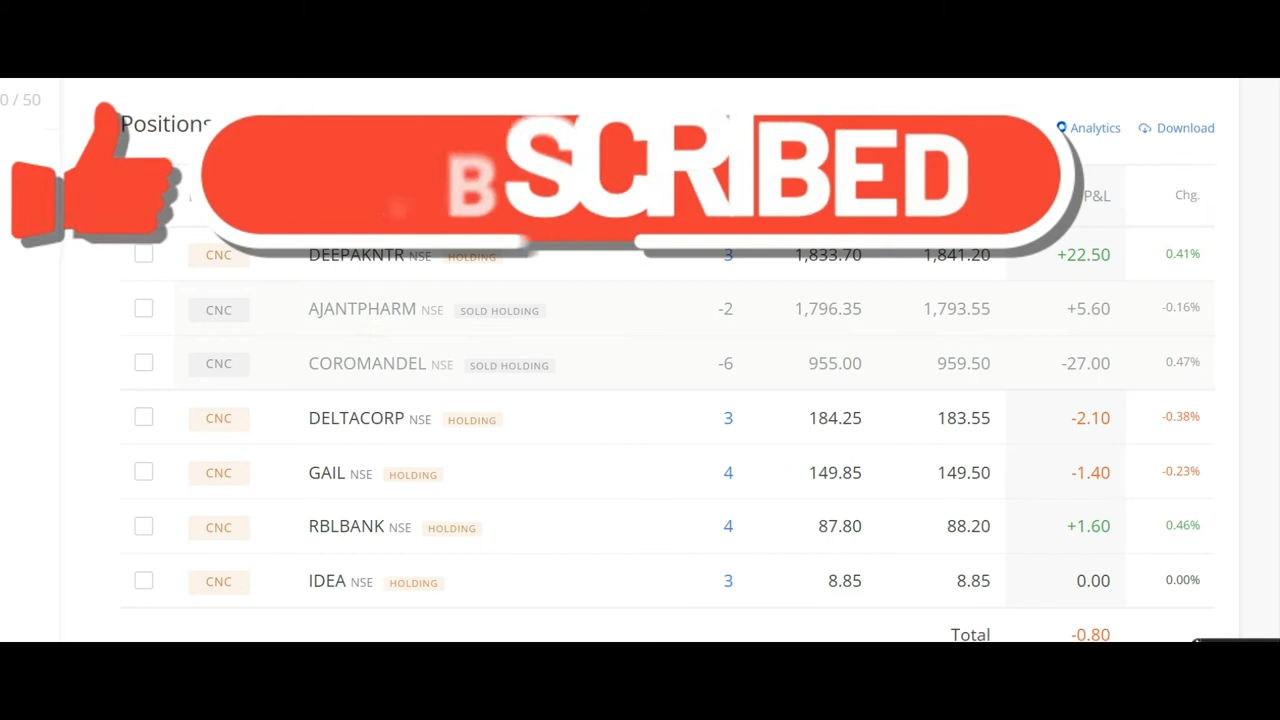 0 / 50
Positions
BSCRIBED
Analytics Download
P&L Chg.
CNC DEEPAKNTR NSE HOLDING 3 1,833.70 1,841.20 +22.50 0.41%
CNC AJANTPHARM NSE SOLD HOLDING -2 1,796.35 1,793.55 +5.60 -0.16%
CNC COROMANDEL NSE SOLD HOLDING -6 955.00 959.50 -27.00 0.47%
CNC DELTACORP NSE HOLDING 3 184.25 183.55 -2.10 -0.38%
CNC GAIL NSE HOLDING 4 149.85 149.50 -1.40 -0.23%
CNC RBLBANK NSE HOLDING 4 87.80 88.20 +1.60 0.46%
CNC IDEA NSE HOLDING 3 8.85 8.85 0.00 0.00%
Total -0.80